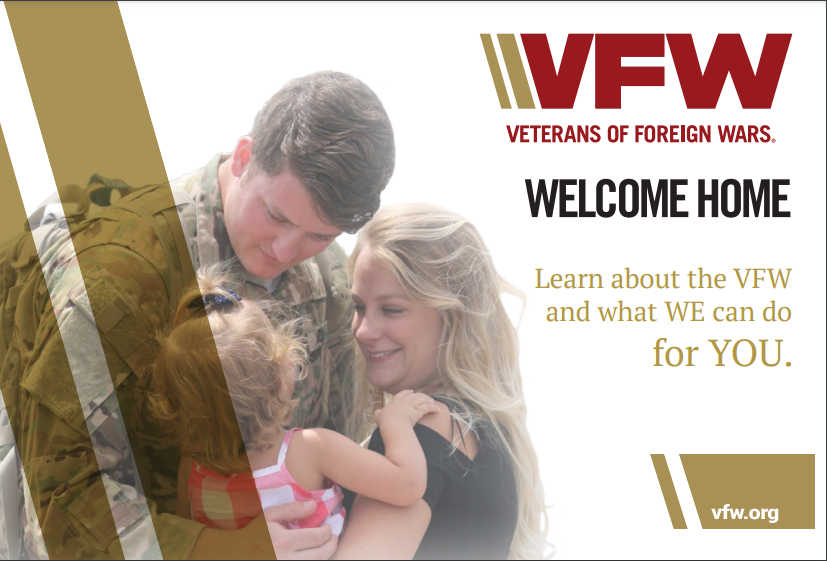 VFW
VETERANS OF FOREIGN WARS.
WELCOME HOME
Learn about the VFW
and what WE can do
for YOU.
vfw.org